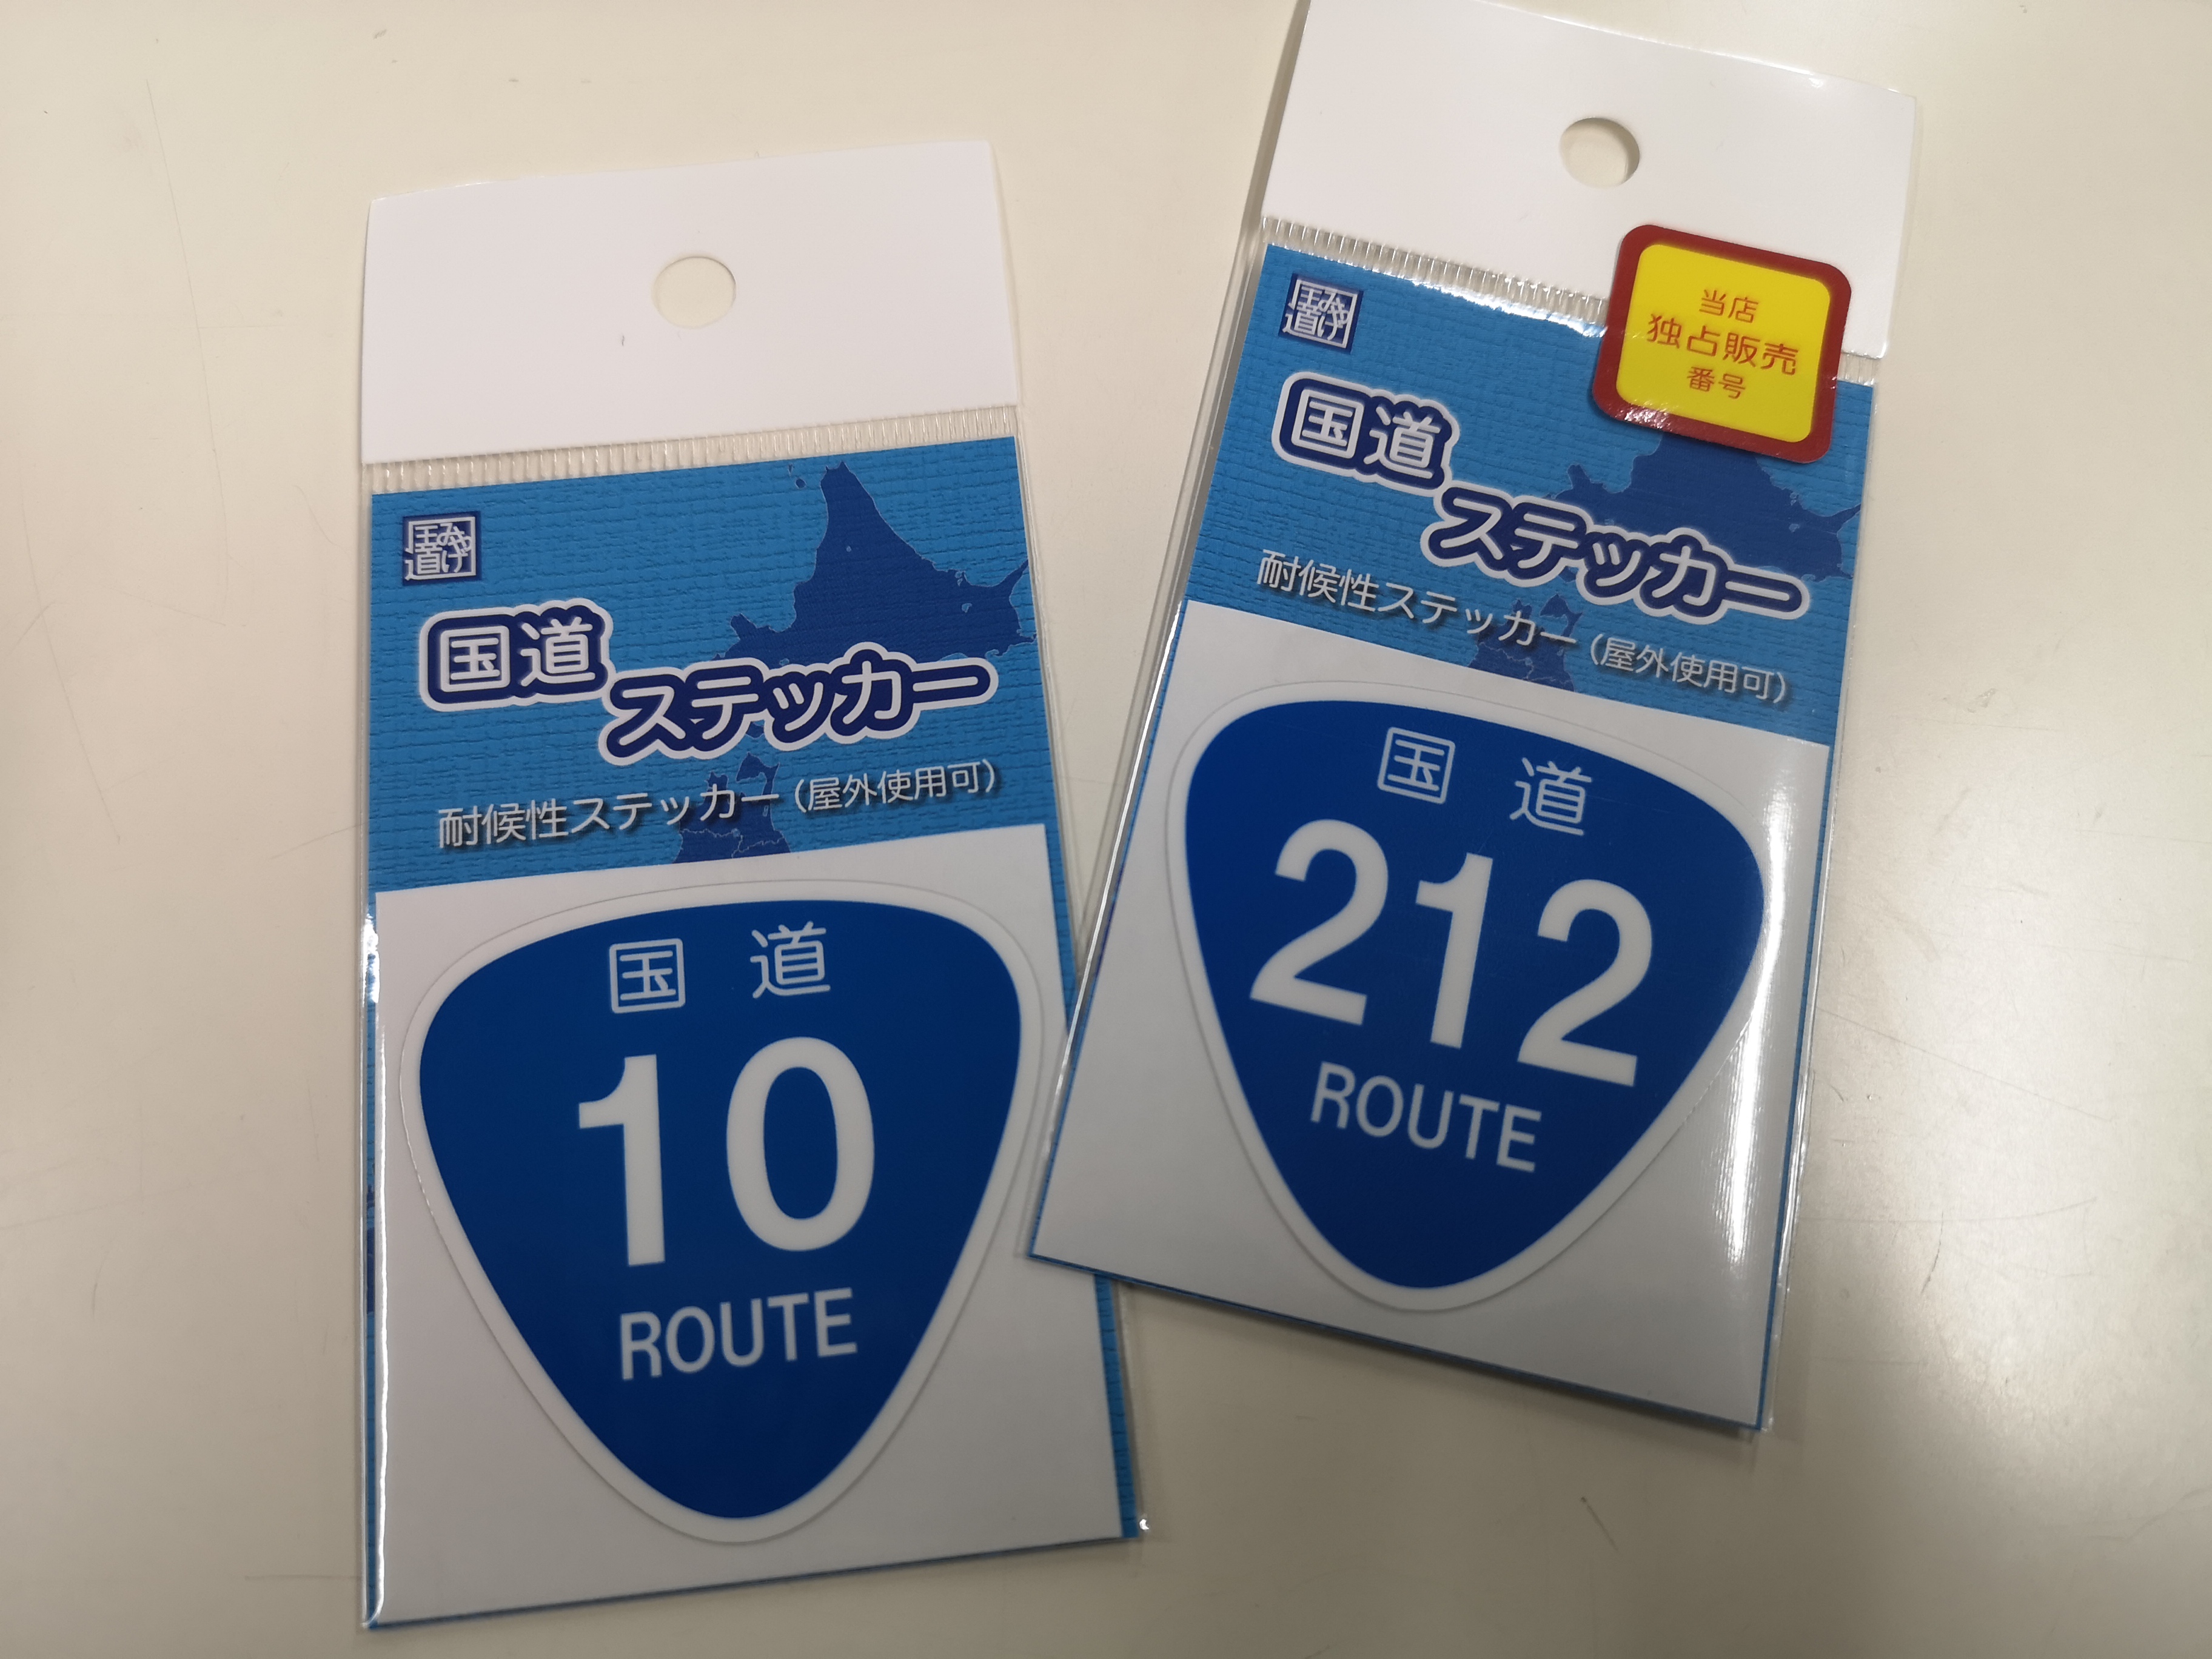 国道
ステッカー
耐候性ステッカー（屋外使用可）
国道
10
ROUTE
当店
独占販売
番号
国道
ステッカー
耐候性ステッカー（屋外使用可）
国道
212
ROUTE